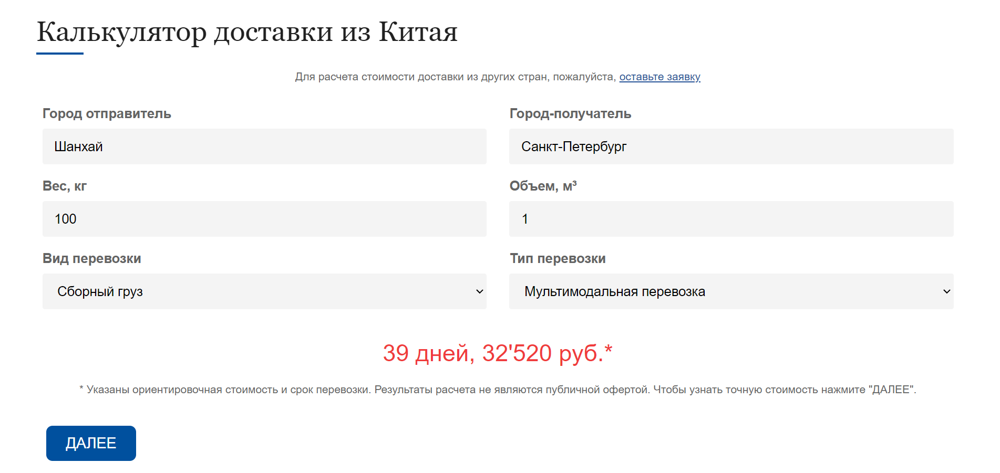 Калькулятор доставки из Китая
Для расчета стоимости доставки из других стран, пожалуйста, оставьте заявку
Город отправитель
Шанхай
Город-получатель
Санкт-Петербург
Вес, кг
100
Объем, м³
1
Вид перевозки
Сборный груз
Тип перевозки
Мультимодальная перевозка
39 дней, 32'520 руб.*
* Указаны ориентировочная стоимость и срок перевозки. Результаты расчета не являются публичной офертой. Чтобы узнать точную стоимость нажмите "ДАЛЕЕ".
ДАЛЕЕ